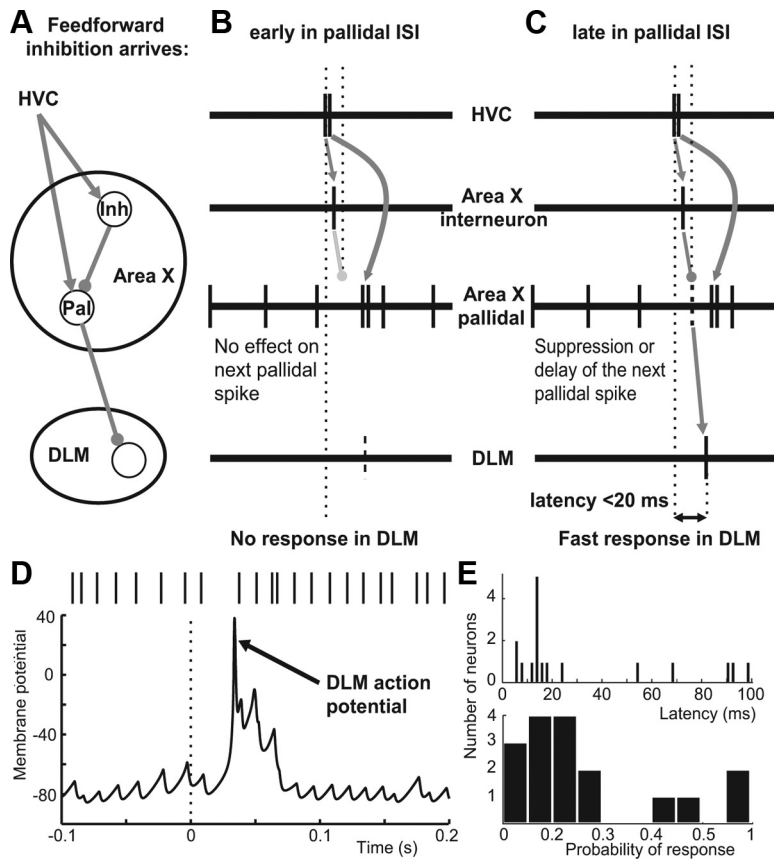 A
Feedforward
inhibition arrives:
HVC
Inh
Area X
Pal
DLM
B
early in pallidal ISI
C
late in pallidal ISI
HVC
Area X
interneuron
Area X
pallidal
No effect on
next pallidal
spike
Suppression or
delay of the next
pallidal spike
DLM
latency <20 ms
No response in DLM
Fast response in DLM
D
40
0
-40
-80
Membrane potential
DLM action
potential
-0.1
0
0.1
0.2
Time (s)
E
4
2
0
Number of neurons
0
20
40
60
80
100
Latency (ms)
4
3
2
1
0
0.2
0.2
0.5
1
Probability of response